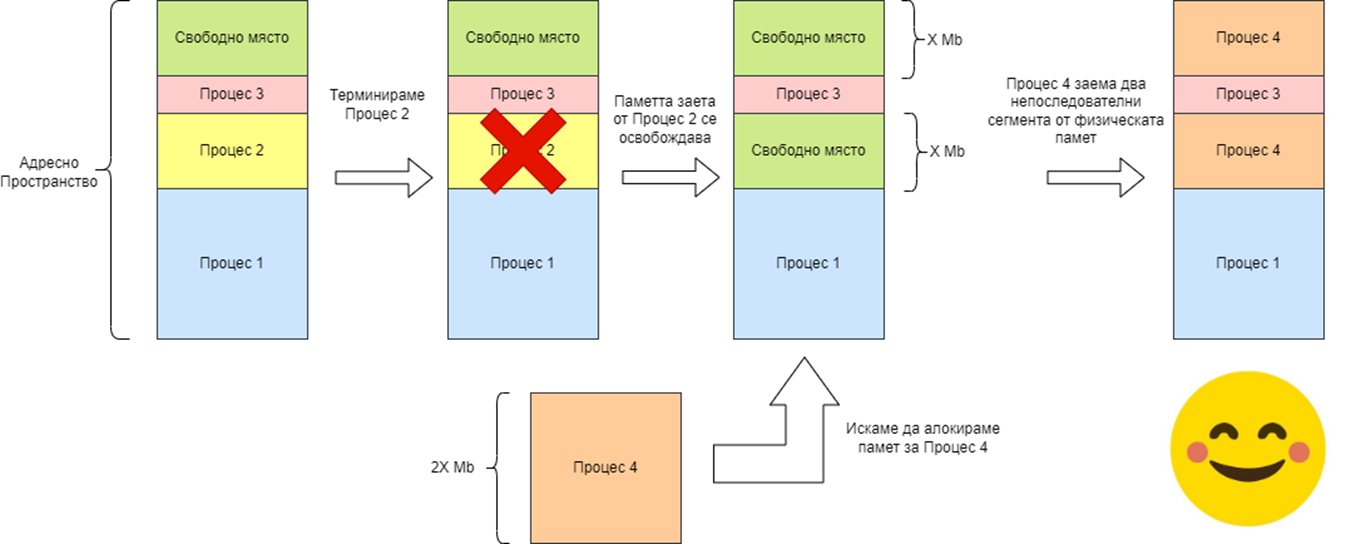 Адресно
Пространство
Свободно място
Процес 3
Процес 2
Процес 1
Терминираме
Процес 2
Свободно място
Процес 3
2
Процес 1
Паметта заета
от Процес 2 се
освобождава
Свободно място
Процес 3
Свободно място
Процес 1
X Mb
X Mb
Процес 4 заема два
непоследователни
сегмента от физическата
памет
Процес 4
Процес 3
Процес 4
Процес 1
2X Mb
Процес 4
Искаме да алокираме
памет за Процес 4